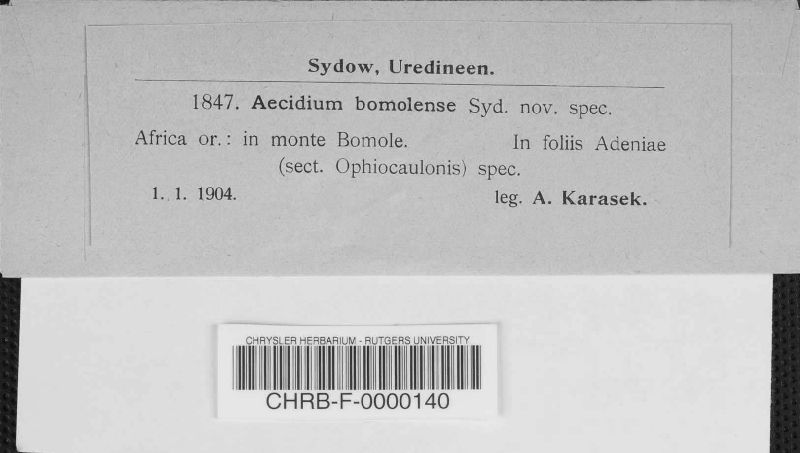 Sydow, Uredineen.
1847. Aecidium bomolense Syd. nov. spec.
Africa or.: in monte Bomole. In foliis Adeniae
(sect. Ophiocaulonis) spec.
1. 1. 1904. leg. A. Karasek.
CHRYSLER HERBARIUM - RUTGERS UNIVERSITY
CHRB-F-0000140